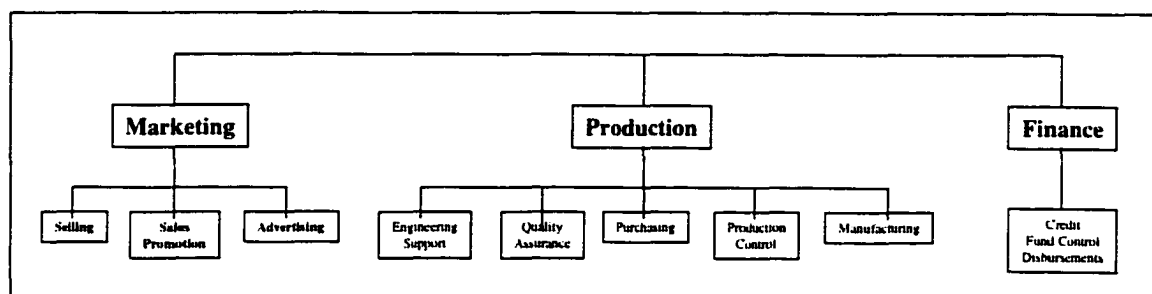 Marketing
Production
Finance
Selling
Sales
Promotion
Advertising
Engineering
Support
Quality
Assurance
Purchasing
Production
Control
Manufacturing
Credit
Fund Control
Disbursements